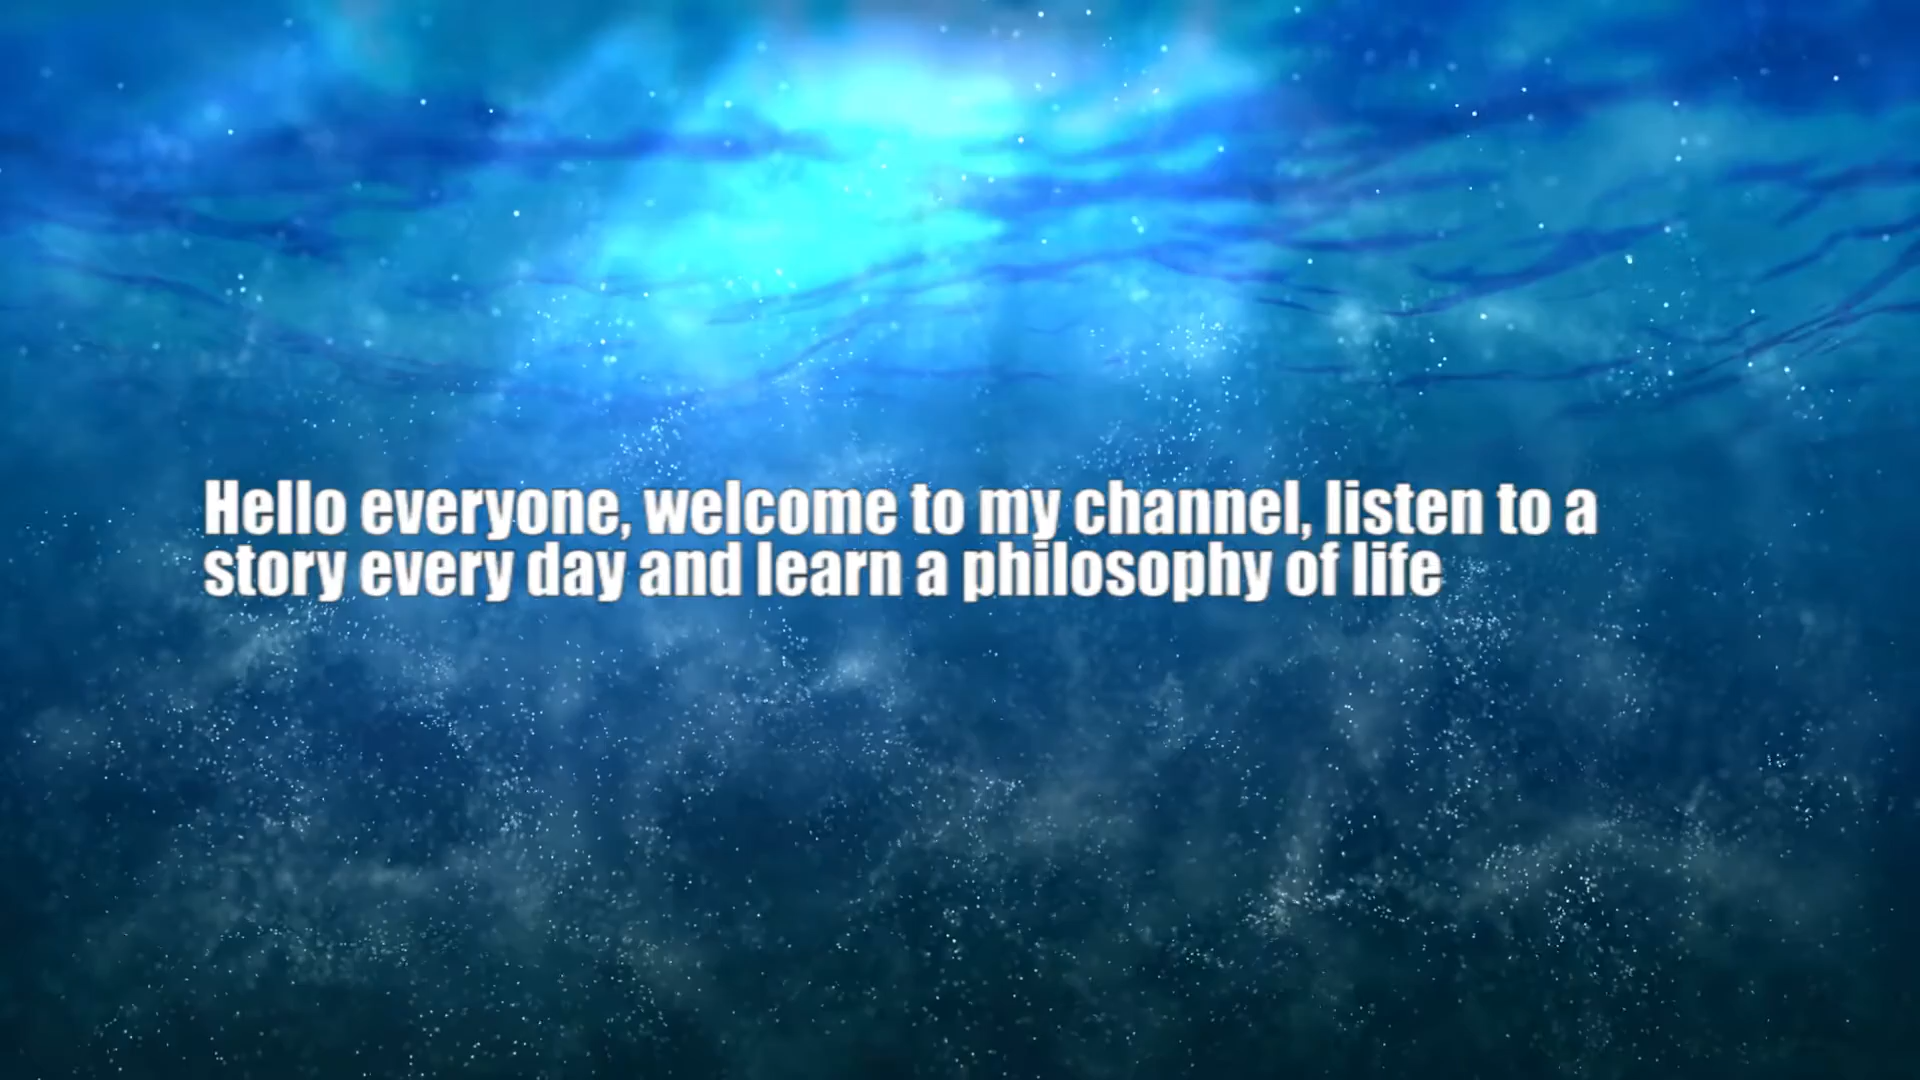 Hello everyone, welcome to my channel, listen to a
story every day and learn a philosophy of life